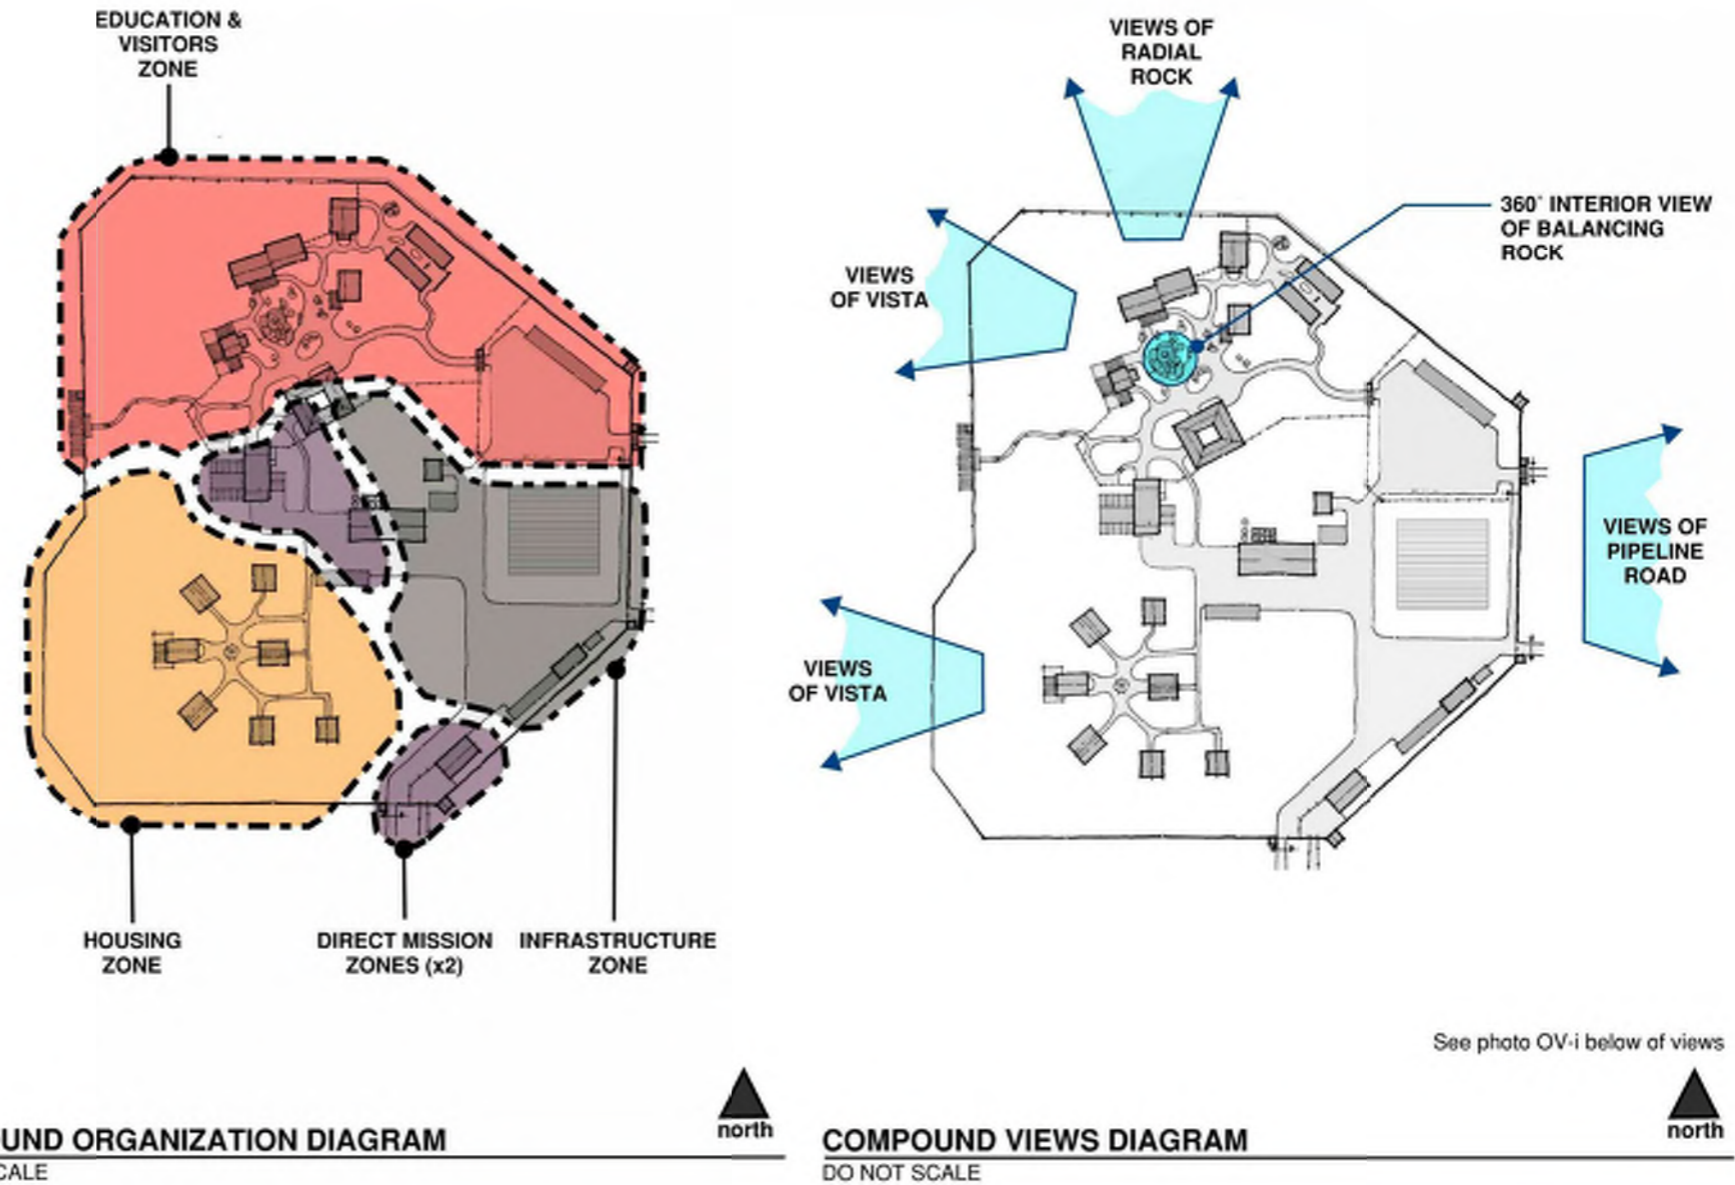 EDUCATION &
VISITORS
ZONE
HOUSING
ZONE
DIRECT MISSION
ZONES (x2)
INFRASTRUCTURE
ZONE
north
UND ORGANIZATION DIAGRAM
CALE
VIEWS OF
RADIAL
ROCK
360° INTERIOR VIEW
OF BALANCING
ROCK
VIEWS
OF VISTA
VIEWS OF
PIPELINE
ROAD
VIEWS
OF VISTA
See photo OV-i below of views
north
COMPOUND VIEWS DIAGRAM
DO NOT SCALE